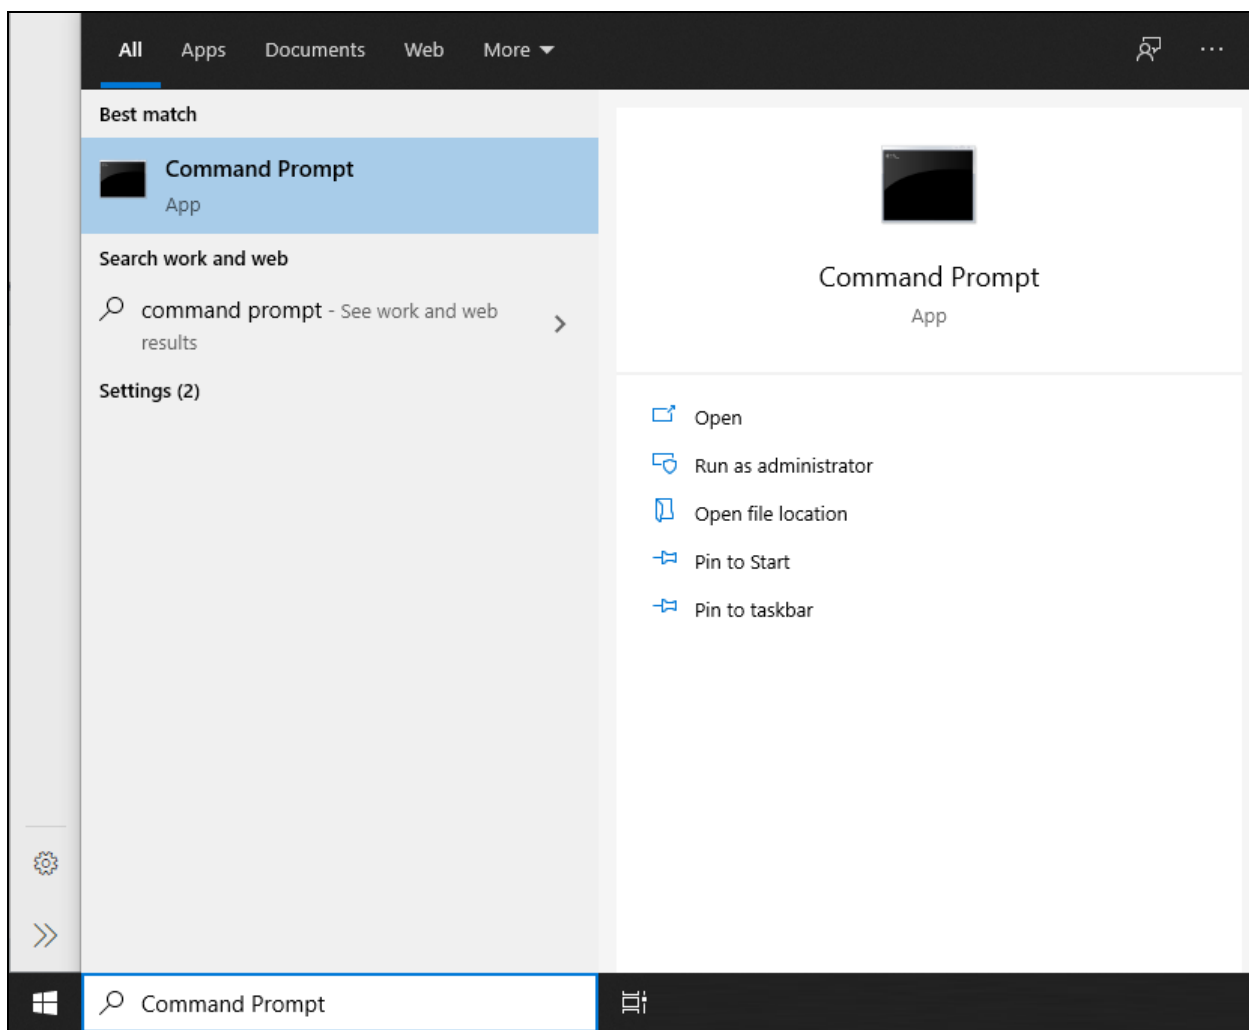 All Apps Documents Web More
Best match
Command Prompt
App
Search work and web
command prompt - See work and web
results
Settings (2)
Command Prompt
App
Open
Run as administrator
Open file location
Pin to Start
Pin to taskbar
Command Prompt